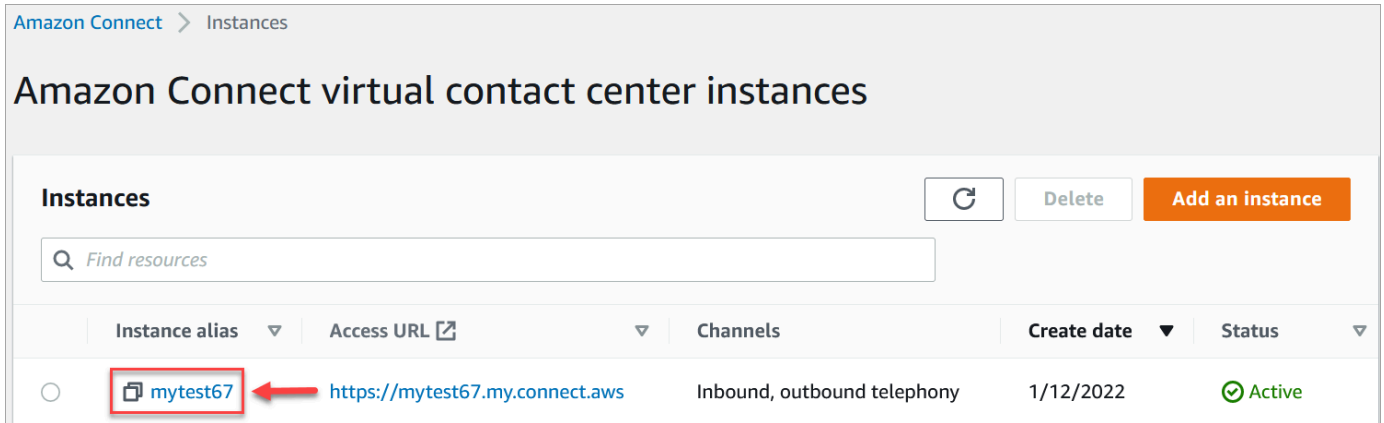 Amazon Connect > Instances
Amazon Connect virtual contact center instances
Instances
Delete
Add an instance
Find resources
Instance alias
Access URL
Channels
Create date
Status
mytest67
https://mytest67.my.connect.aws
Inbound, outbound telephony
1/12/2022
Active